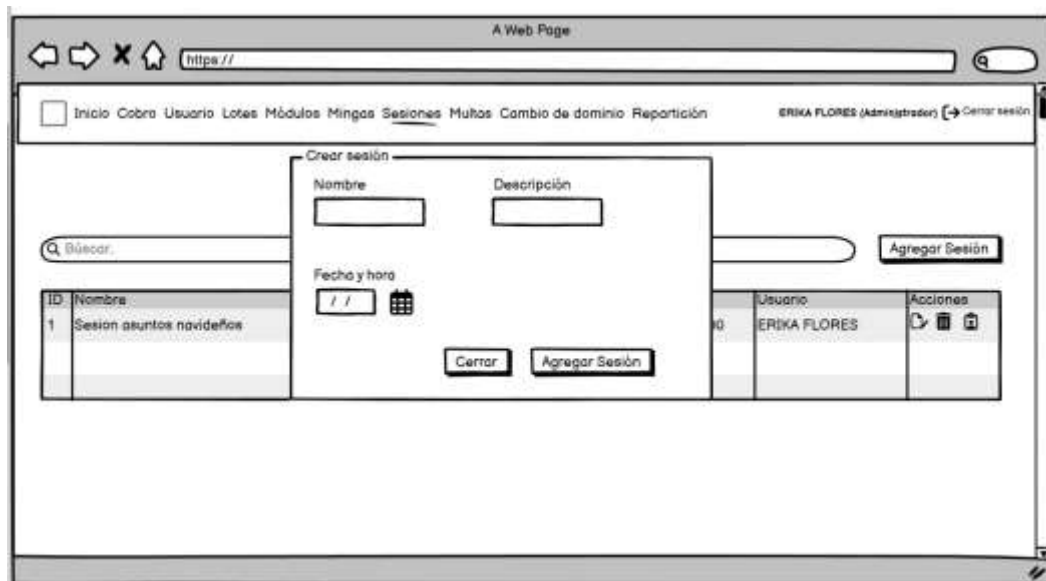 A Web Page
https://
Inicio Cobro Usuario Lotes Módulos Mingas Sesiones Multas Cambio de dominio Repartición ERIKA FLORES (Administrador) Cerrar sesión
Crear sesión
Nombre Descripción
Búscar. Agregar Sesión
Fecha y hora
/ /
ID Nombre Usuario Acciones
1 Sesion asuntos navideños 00 ERIKA FLORES
Cerrar Agregar Sesión